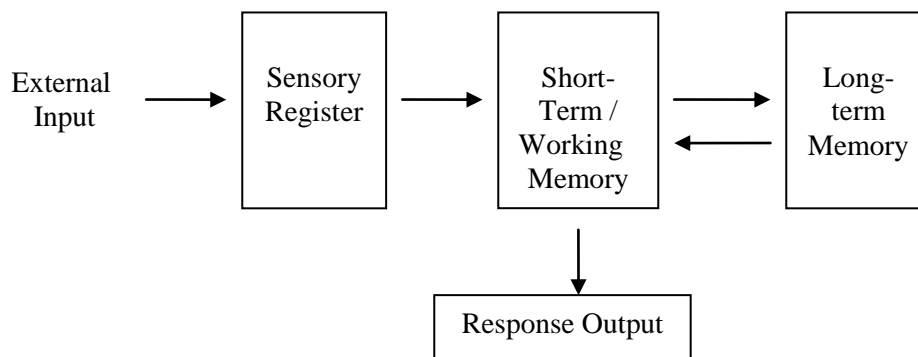 External
Input
Sensory
Register
Short-
Term /
Working
Memory
Long-
term
Memory
Response Output